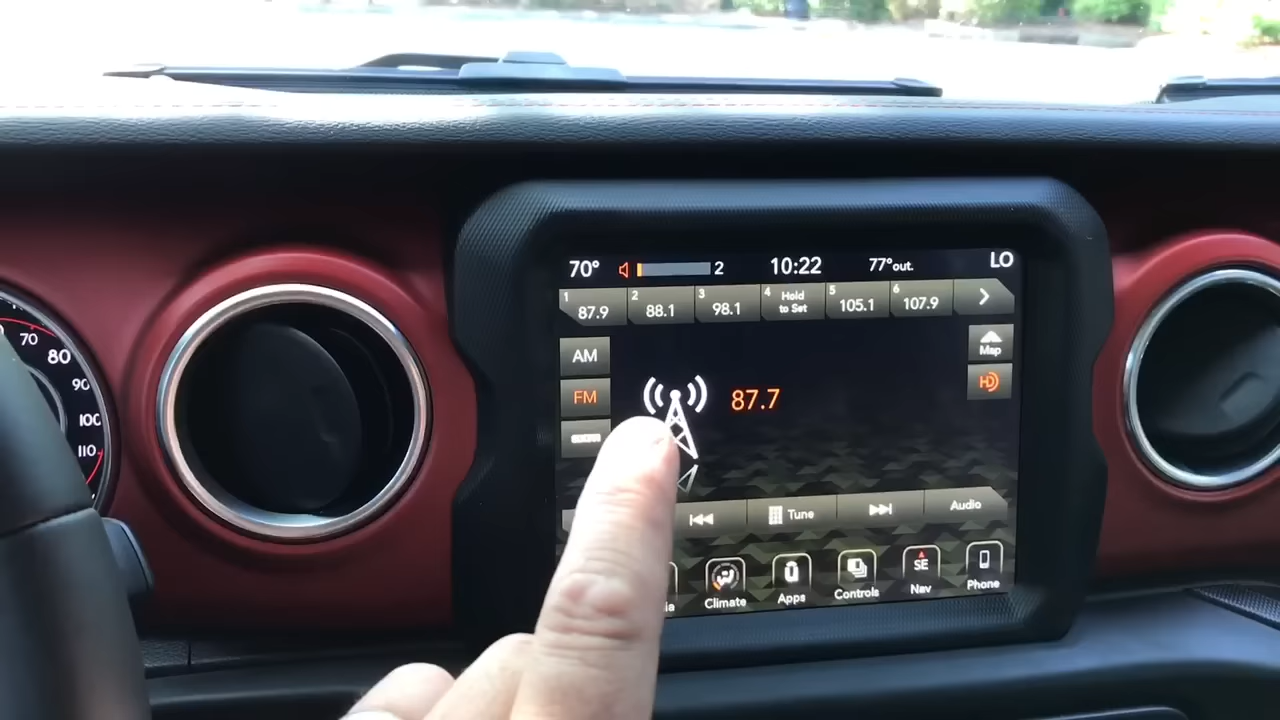 70° 2 10:22 77°out. LO
1 87.9 2 88.1 3 98.1 4 Hold to Set 5 105.1 6 107.9
AM
Map
FM
87.7
HD
Tune
Audio
Climate
Apps
Controls
SE
Nav
Phone
70
80
90
100
110